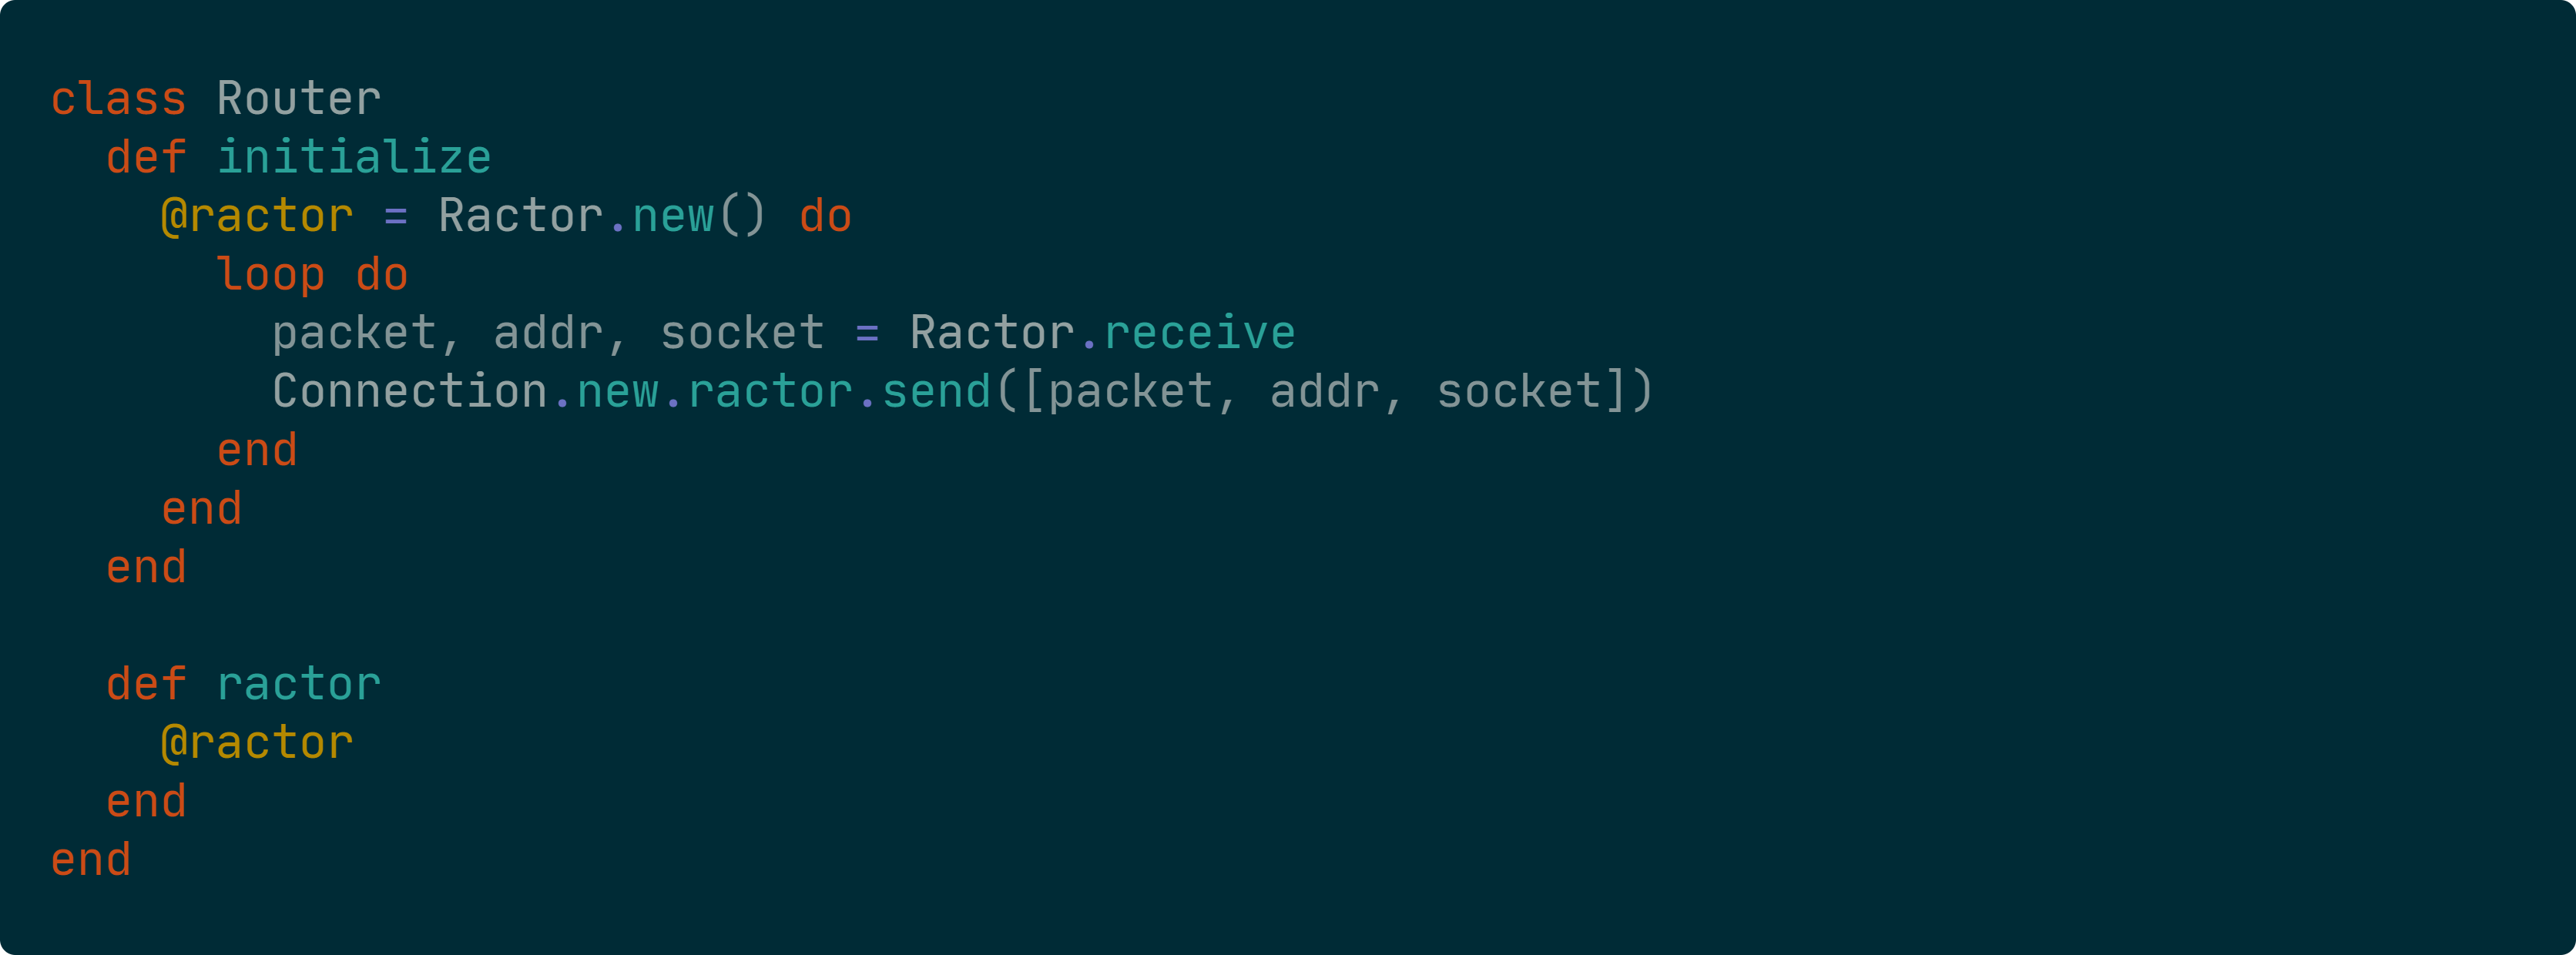 class Router
  def initialize
    @ractor = Ractor.new() do
      loop do
        packet, addr, socket = Ractor.receive
        Connection.new.ractor.send([packet, addr, socket])
      end
    end
  end

  def ractor
    @ractor
  end
end